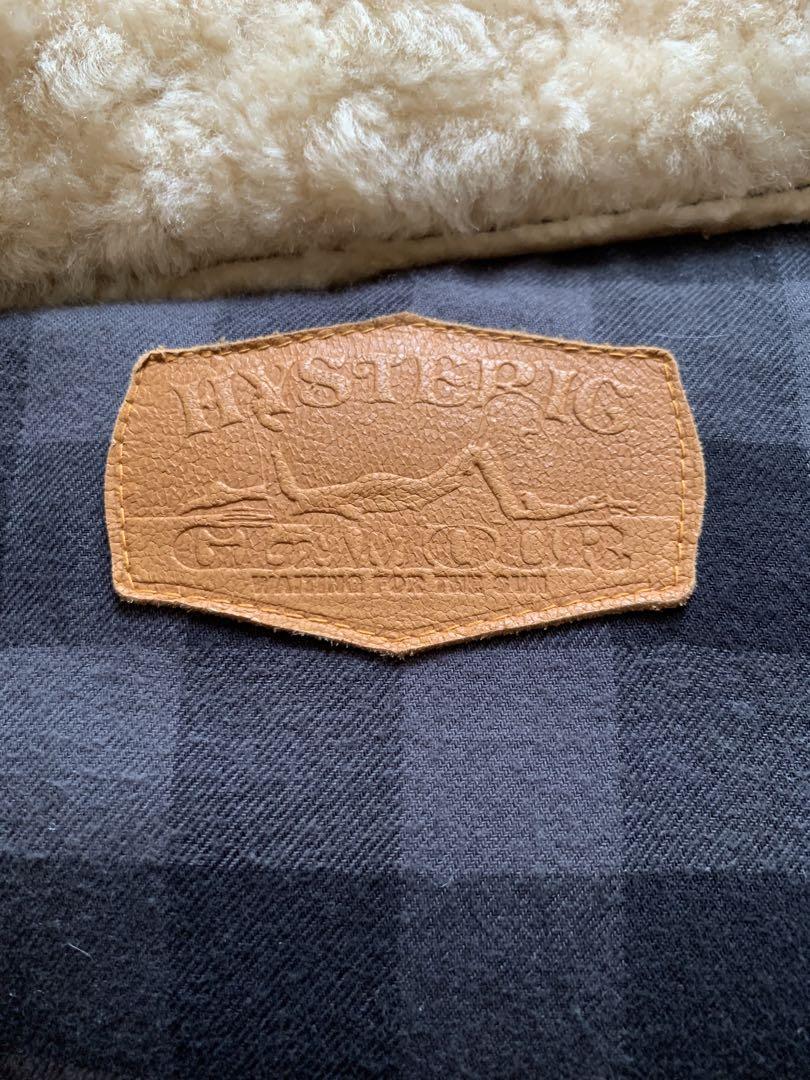 HYSTERIC
GLAMOUR
WAITING FOR THE SUN